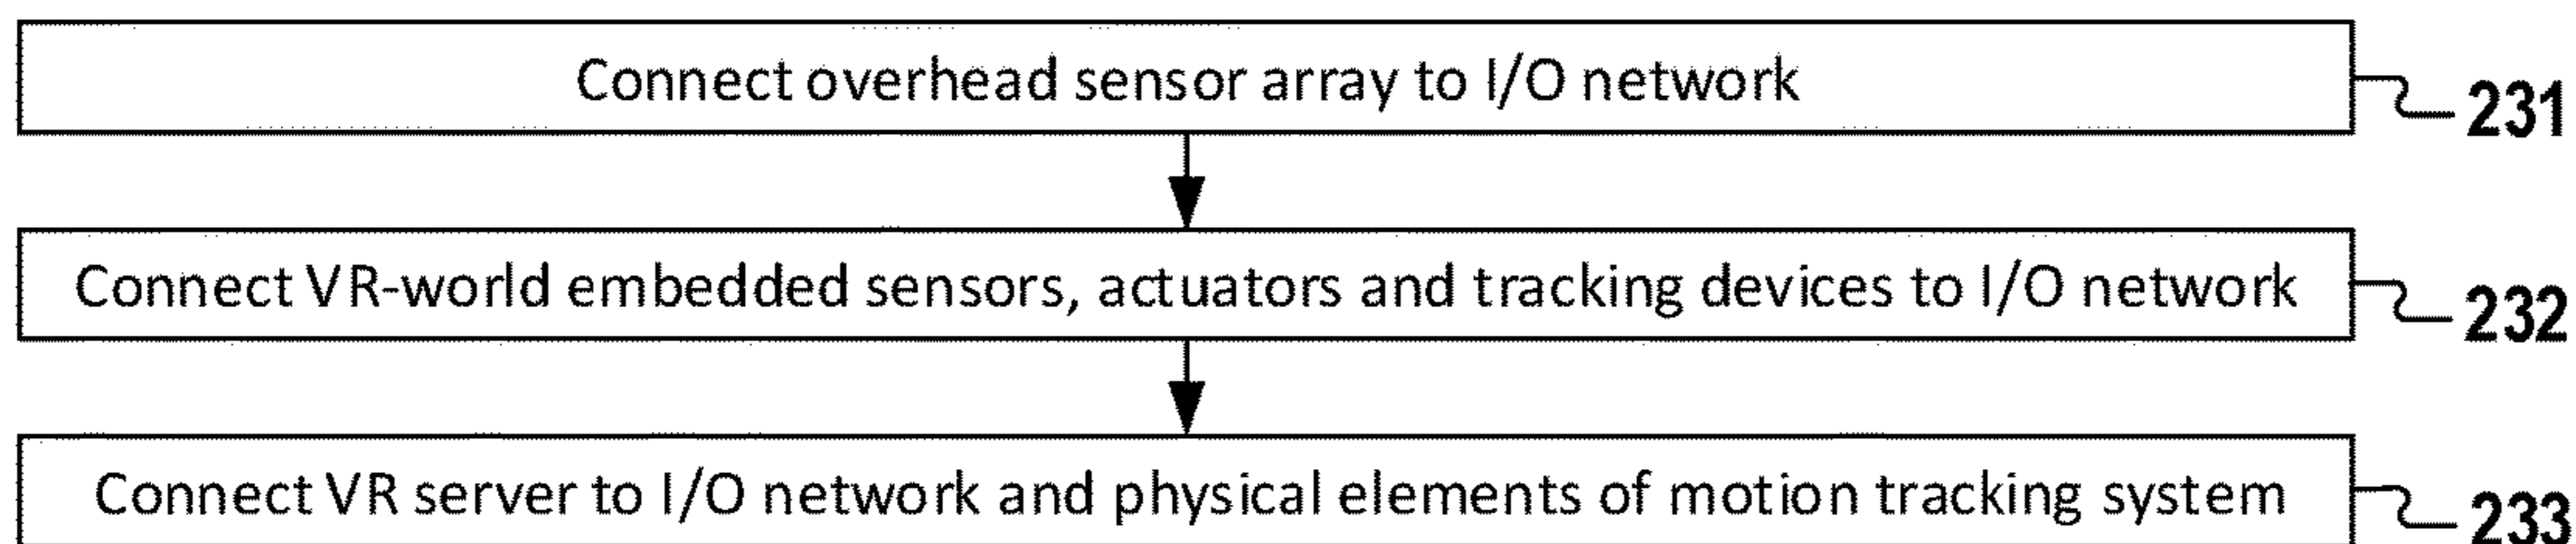 Connect overhead sensor array to I/O network
231
Connect VR-world embedded sensors, actuators and tracking devices to I/O network
232
Connect VR server to I/O network and physical elements of motion tracking system
233